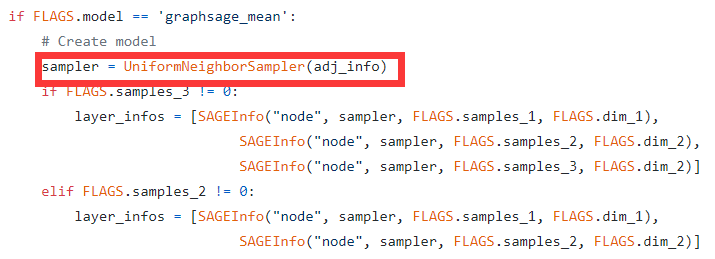 if FLAGS.model == 'graphsage_mean':
# Create model
sampler = UniformNeighborSampler(adj_info)
if FLAGS.samples_3 != 0:
layer_infos = [SAGEInfo("node", sampler, FLAGS.samples_1, FLAGS.dim_1),
SAGEInfo("node", sampler, FLAGS.samples_2, FLAGS.dim_2),
SAGEInfo("node", sampler, FLAGS.samples_3, FLAGS.dim_2)]
elif FLAGS.samples_2 != 0:
layer_infos = [SAGEInfo("node", sampler, FLAGS.samples_1, FLAGS.dim_1),
SAGEInfo("node", sampler, FLAGS.samples_2, FLAGS.dim_2)]